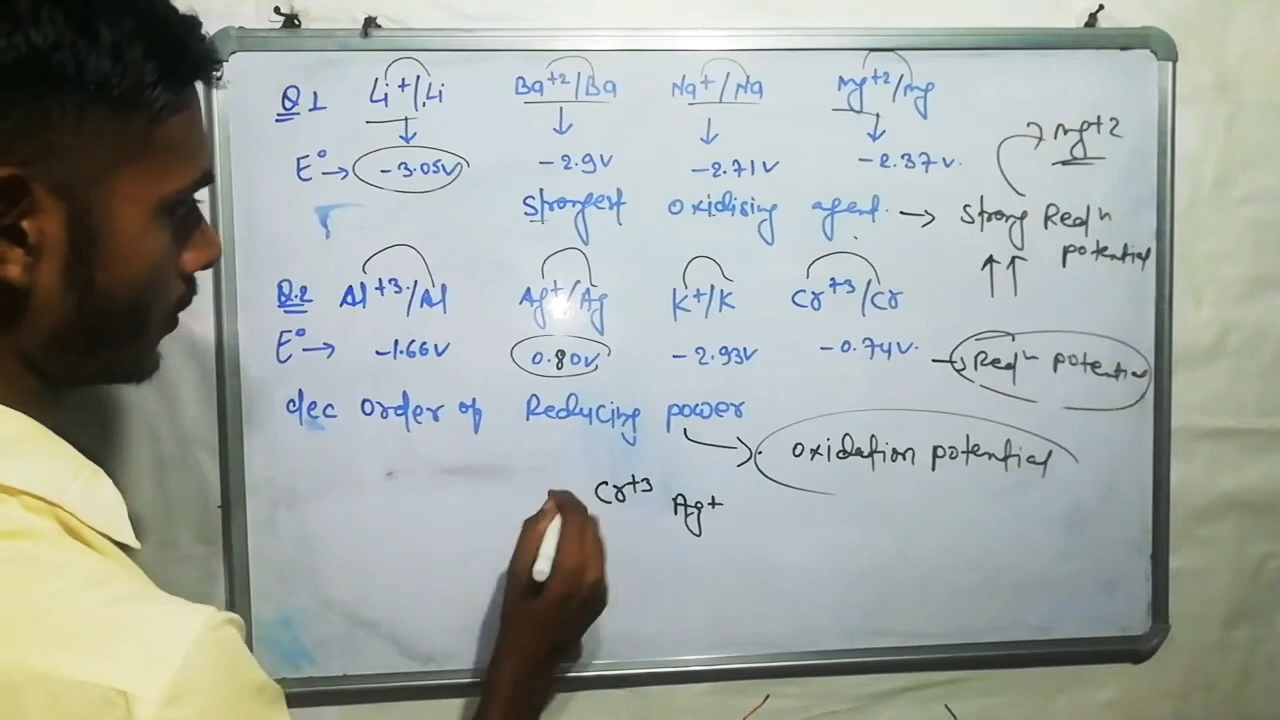 Q 1 Li+/Li Ba+2/Ba Na+/Na Mg+2/Mg
→ Mg+2
E° → -3.05V -2.9V -2.71V -2.37V.
Strongest oxidising agent. → Strong Redn potential
Q.2 Al+3/Al Ag+/Ag K+/K Cr+3/Cr
E° → -1.66V 0.80V -2.93V -0.74V. → Redn potential
dec order of Reducing power
oxidation potential
Cr+3 Ag+